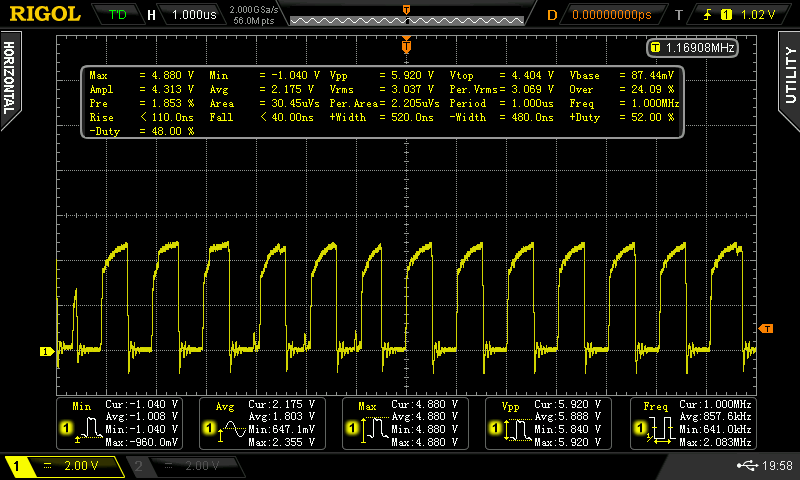 RIGOL T'D H 1.000us 2.000GSa/s 56.0M pts D 0.00000000ps T 1 1.02 V
HORIZONTAL
UTILITY
T 1.16908MHz
Max = 4.880 V Min = -1.040 V Vpp = 5.920 V Vtop = 4.404 V Vbase = 87.44mV
Ampl = 4.313 V Avg = 2.175 V Vrms = 3.037 V Per.Vrms= 3.069 V Over = 24.09 %
Pre = 1.853 % Area = 30.45uVs Per.Area= 2.205uVs Period = 1.000us Freq = 1.000MHz
Rise < 110.0ns Fall < 40.00ns +Width = 520.0ns -Width = 480.0ns +Duty = 52.00 %
-Duty = 48.00 %
T
1
T
Min
Cur:-1.040 V
Avg:-1.008 V
Min:-1.040 V
Max:-960.0mV
1
Avg
Cur:2.175 V
Avg:1.803 V
Min:647.1mV
Max:2.355 V
1
Max
Cur:4.880 V
Avg:4.880 V
Min:4.880 V
Max:4.880 V
1
Vpp
Cur:5.920 V
Avg:5.888 V
Min:5.840 V
Max:5.920 V
1
Freq
Cur:1.000MHz
Avg:857.6kHz
Min:641.0kHz
Max:2.083MHz
1
1 2.00 V 2 2.00 V 19:58